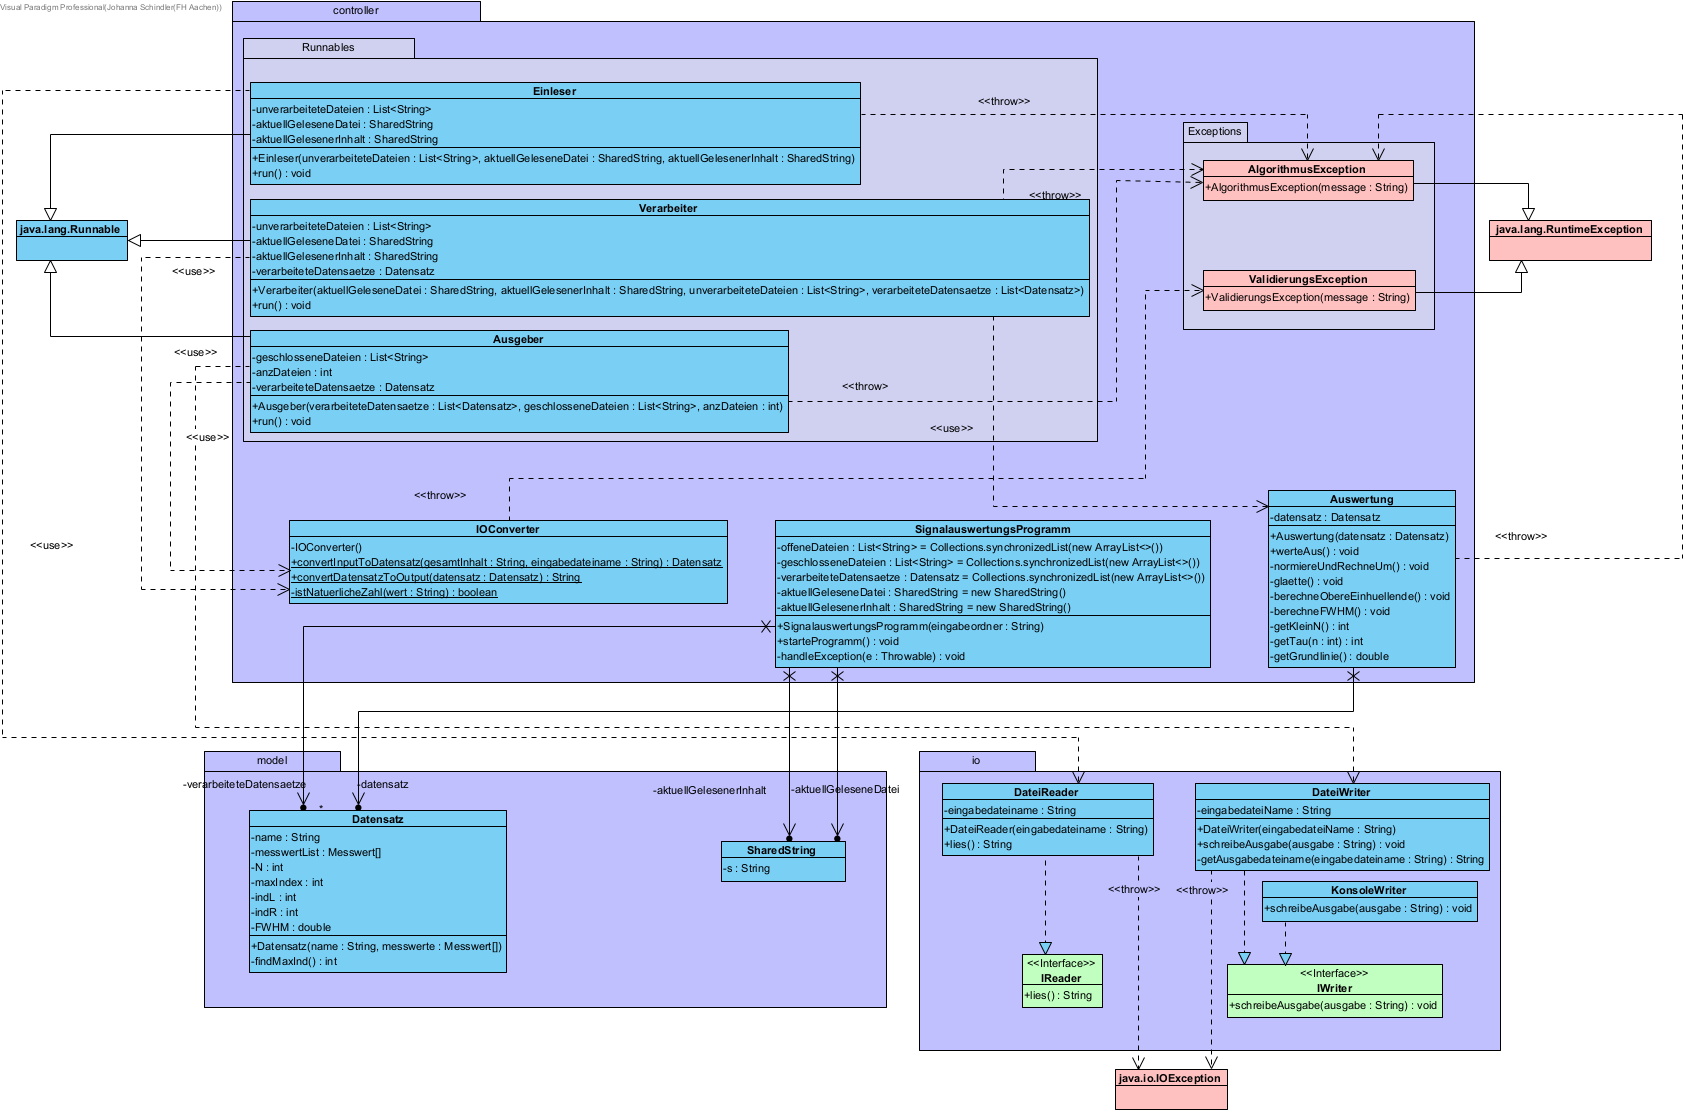 Visual Paradigm Professional(Johanna Schindler(FH Aachen))
controller
Runnables
Einleser
-unverarbeiteteDateien : List<String>
-aktuellGeleseneDatei : SharedString
-aktuellGelesenerInhalt : SharedString
+Einleser(unverarbeiteteDateien : List<String>, aktuellGeleseneDatei : SharedString, aktuellGelesenerInhalt : SharedString)
+run() : void
<<throw>>
Exceptions
AlgorithmusException
+AlgorithmusException(message : String)
<<throw>>
Verarbeiter
-unverarbeiteteDateien : List<String>
-aktuellGeleseneDatei : SharedString
-aktuellGelesenerInhalt : SharedString
-verarbeiteteDatensaetze : Datensatz
+Verarbeiter(aktuellGeleseneDatei : SharedString, aktuellGelesenerInhalt : SharedString, unverarbeiteteDateien : List<String>, verarbeiteteDatensaetze : List<Datensatz>)
+run() : void
java.lang.Runnable
java.lang.RuntimeException
<<use>>
ValidierungsException
+ValidierungsException(message : String)
Ausgeber
-geschlosseneDateien : List<String>
-anzDateien : int
-verarbeiteteDatensaetze : Datensatz
+Ausgeber(verarbeiteteDatensaetze : List<Datensatz>, geschlosseneDateien : List<String>, anzDateien : int)
+run() : void
<<use>>
<<throw>
<<use>>
<<use>>
<<throw>>
<<use>>
<<throw>>
IOConverter
-IOConverter()
+convertInputToDatensatz(gesamtInhalt : String, eingabedateiname : String) : Datensatz
+convertDatensatzToOutput(datensatz : Datensatz) : String
-istNatuerlicheZahl(wert : String) : boolean
SignalauswertungsProgramm
-offeneDateien : List<String> = Collections.synchronizedList(new ArrayList<>())
-geschlosseneDateien : List<String> = Collections.synchronizedList(new ArrayList<>())
-verarbeiteteDatensaetze : Datensatz = Collections.synchronizedList(new ArrayList<>())
-aktuellGeleseneDatei : SharedString = new SharedString()
-aktuellGelesenerInhalt : SharedString = new SharedString()
+SignalauswertungsProgramm(eingabeordner : String)
+starteProgramm() : void
-handleException(e : Throwable) : void
Auswertung
-datensatz : Datensatz
+Auswertung(datensatz : Datensatz)
+werteAus() : void
-normiereUndRechneUm() : void
-glaette() : void
-berechneObereEinhuellende() : void
-berechneFWHM() : void
-getKleinN() : int
-getTau(n : int) : int
-getGrundlinie() : double
model
-verarbeiteteDatensaetze
*
-datensatz
-aktuellGelesenerInhalt
-aktuellGeleseneDatei
Datensatz
-name : String
-messwertList : Messwert[]
-N : int
-maxIndex : int
-indL : int
-indR : int
-FWHM : double
+Datensatz(name : String, messwerte : Messwert[])
-findMaxInd() : int
SharedString
-s : String
io
DateiReader
-eingabedateiname : String
+DateiReader(eingabedateiname : String)
+lies() : String
DateiWriter
-eingabedateiName : String
+DateiWriter(eingabedateiName : String)
+schreibeAusgabe(ausgabe : String) : void
-getAusgabedateiname(eingabedateiname : String) : String
<<throw>>
<<throw>>
KonsoleWriter
+schreibeAusgabe(ausgabe : String) : void
<<Interface>>
IReader
+lies() : String
<<Interface>>
IWriter
+schreibeAusgabe(ausgabe : String) : void
java.io.IOException